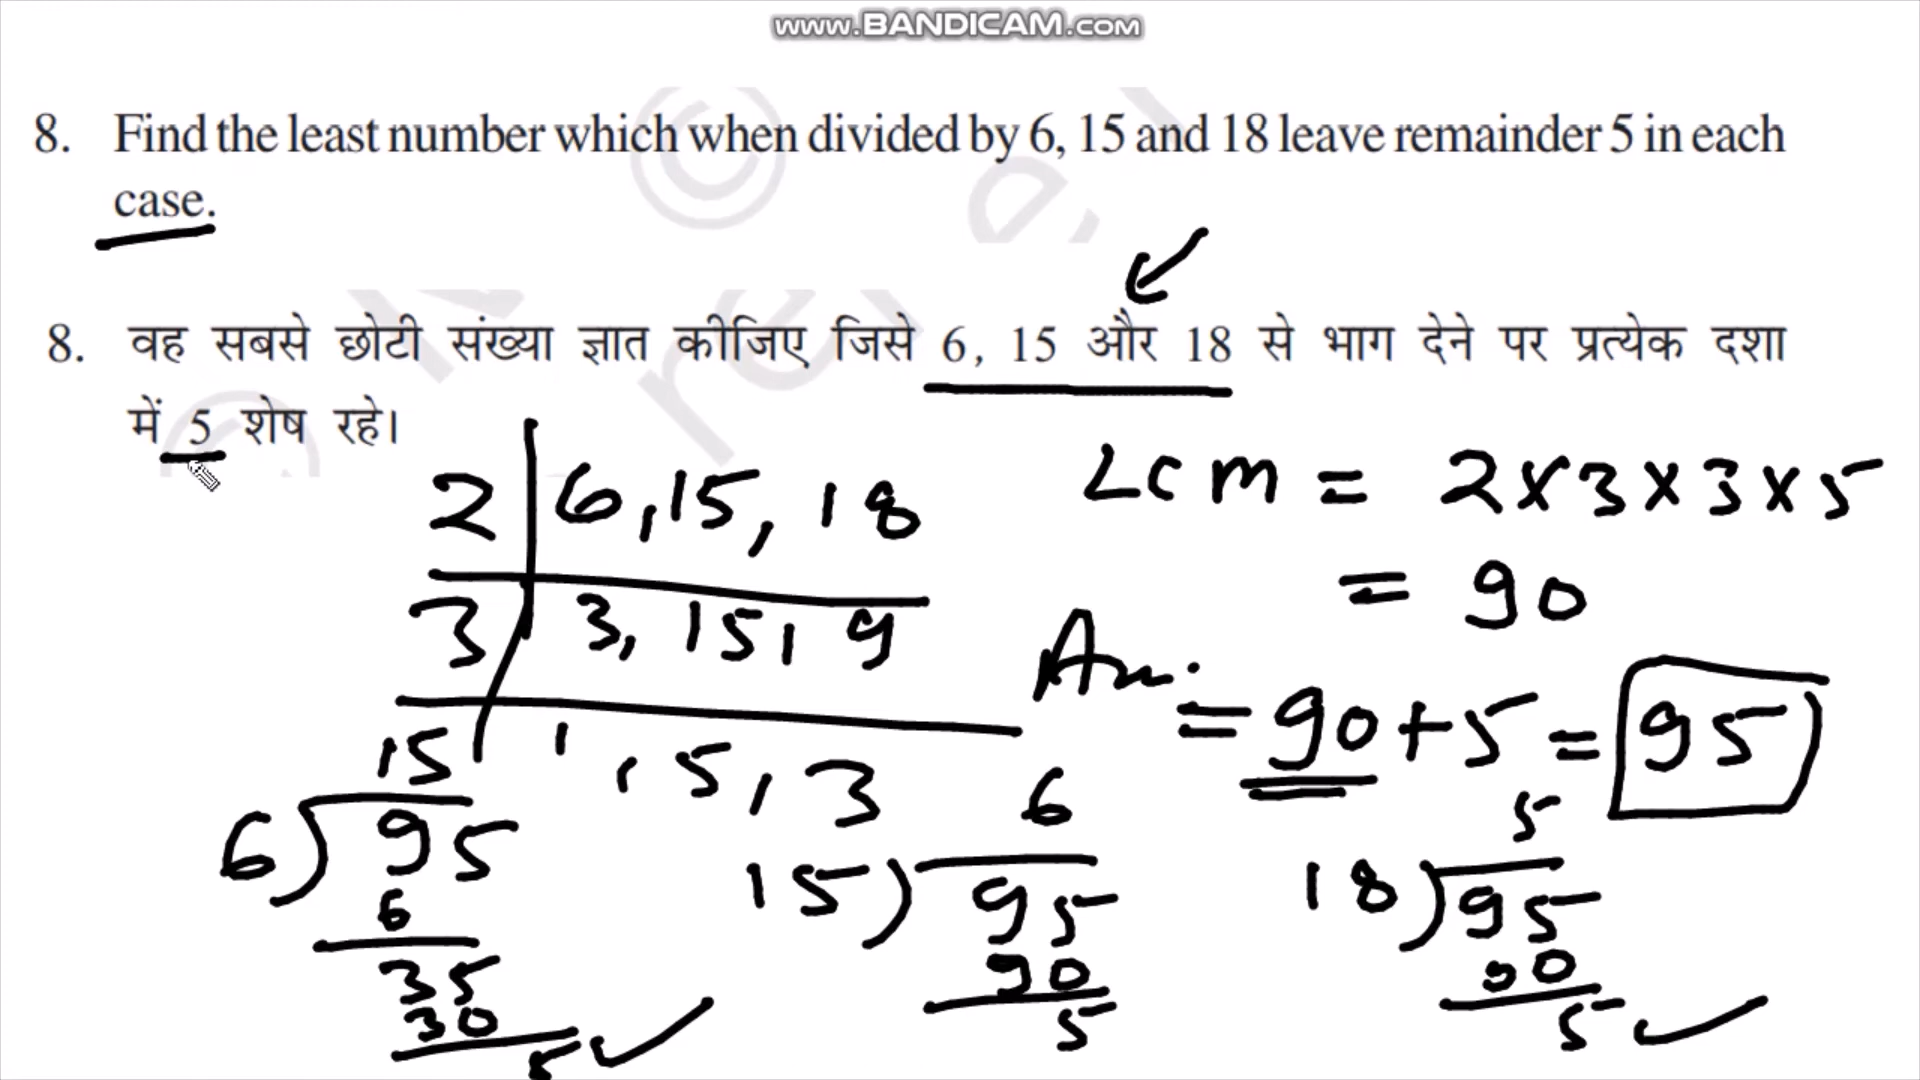 www.BANDICAM.com
8. Find the least number which when divided by 6, 15 and 18 leave remainder 5 in each
case.
8. वह सबसे छोटी संख्या ज्ञात कीजिए जिसे 6, 15 और 18 से भाग देने पर प्रत्येक दशा
में 5 शेष रहे।
2 | 6, 15, 18
3 | 3, 15, 9
1, 5, 3
LCM = 2×3×3×5
= 90
An. = 90+5 = 95
15
6) 95
6
35
30
5
6
15) 95
90
5
5
18) 95
90
5